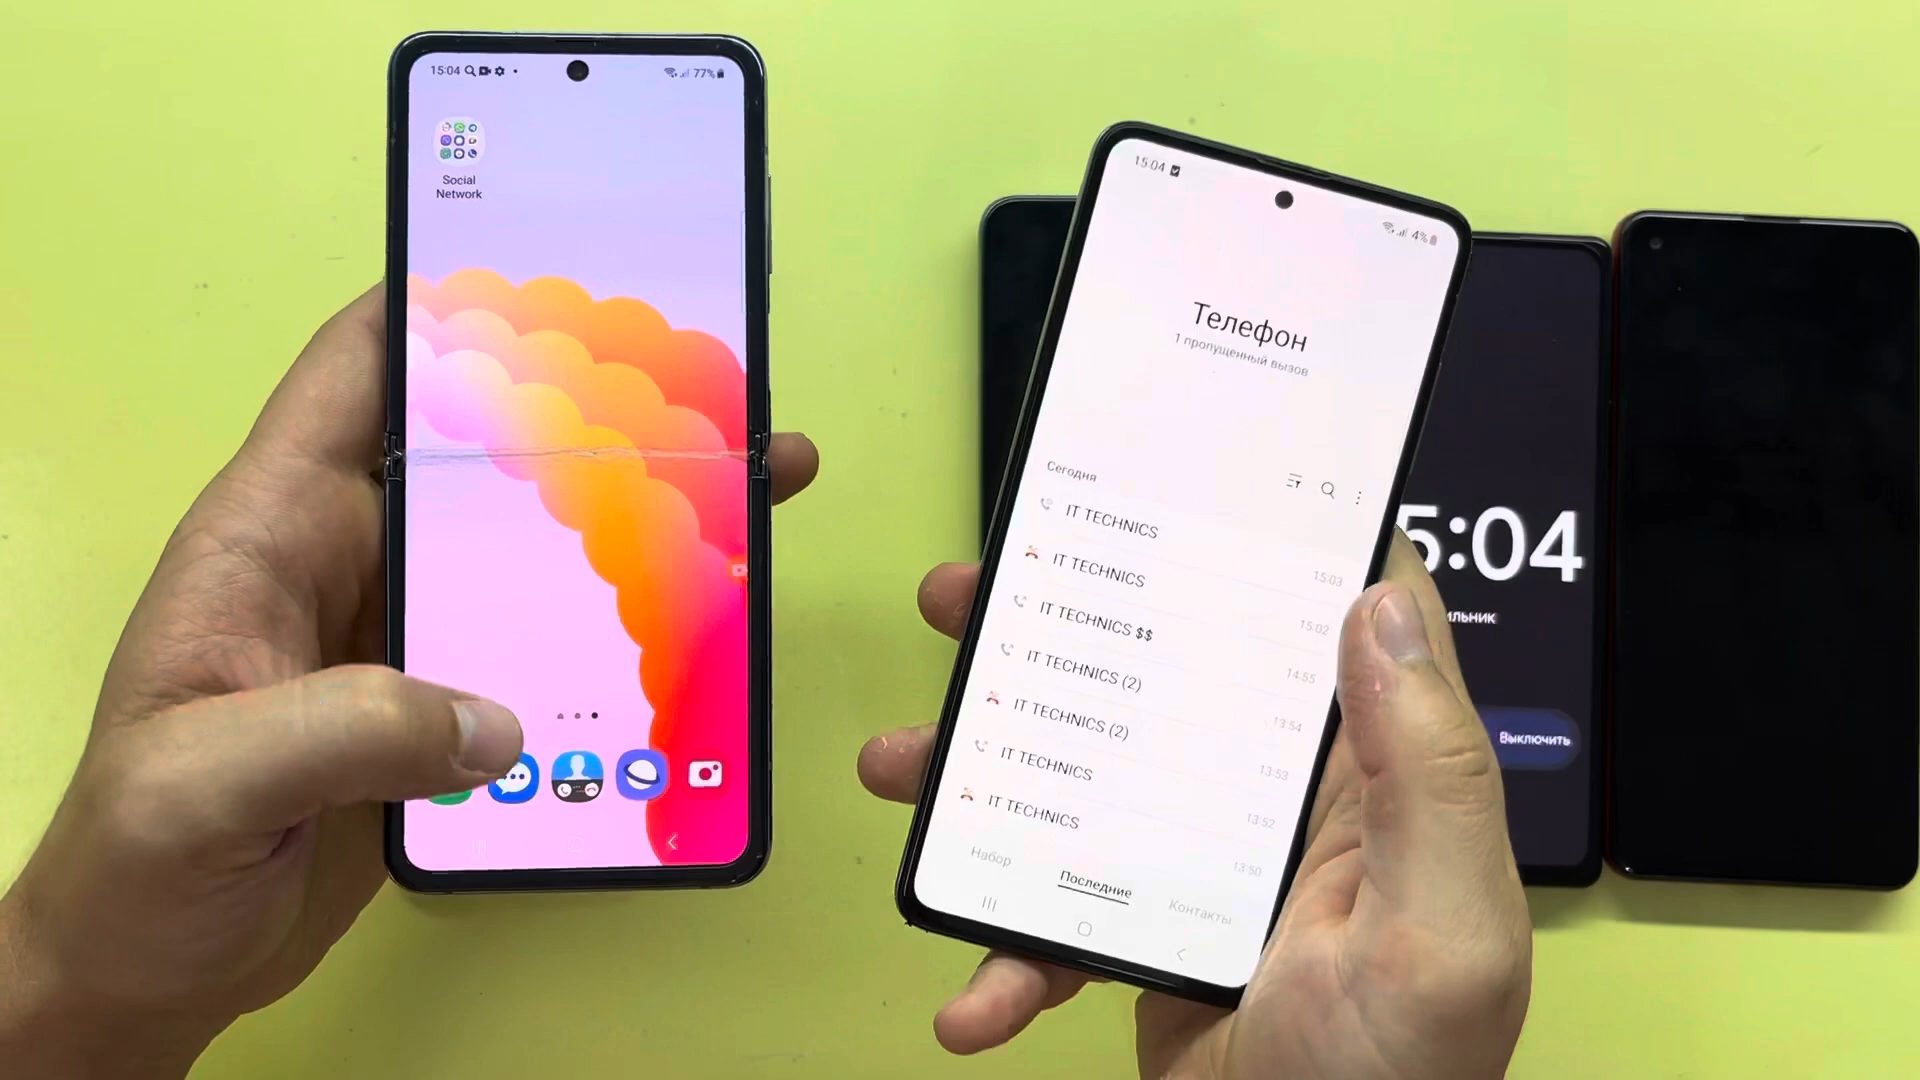 15:04
77%
Social
Network
15:04
4%
Телефон
1 пропущенный вызов
Сегодня
IT TECHNICS
15:03
IT TECHNICS
15:02
IT TECHNICS $$
14:55
IT TECHNICS (2)
13:54
IT TECHNICS (2)
13:53
IT TECHNICS
13:52
IT TECHNICS
13:50
Набор
Последние
Контакты
5:04
ильник
Выключить